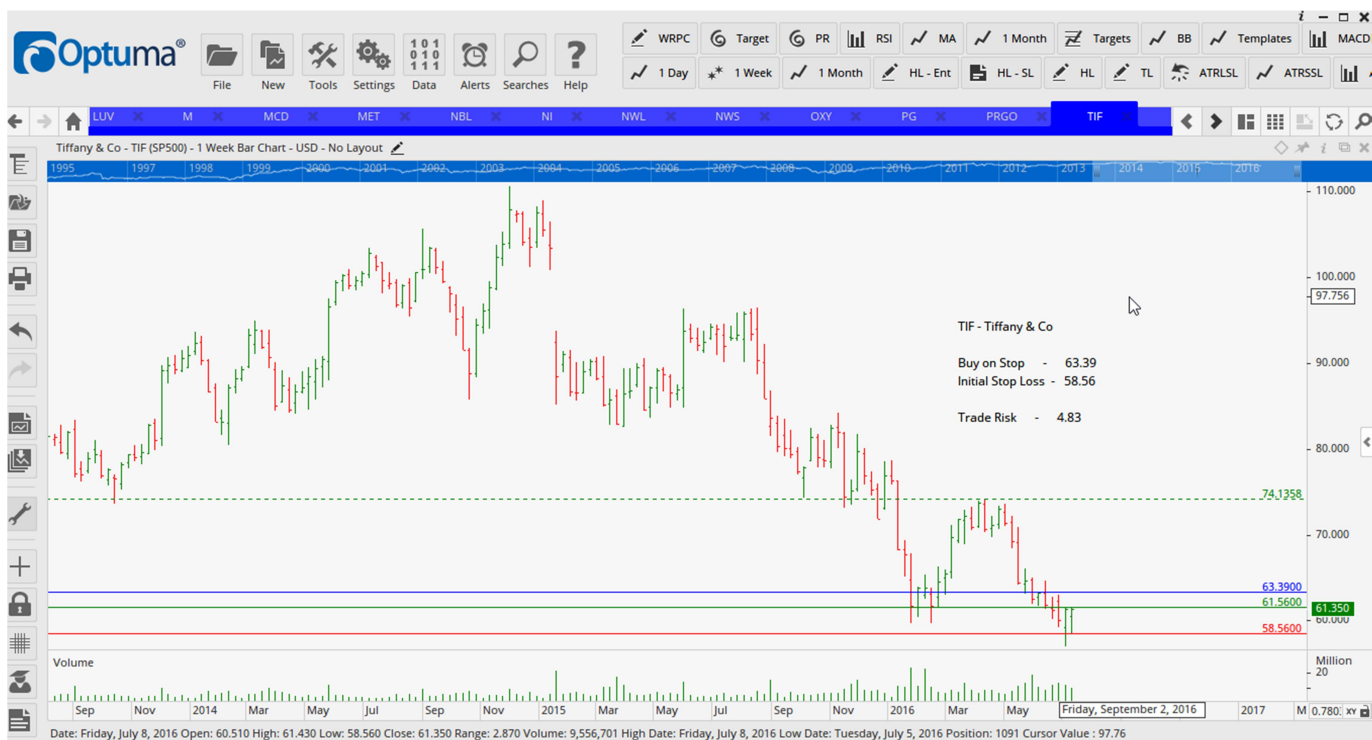 i
Optuma®
File New Tools Settings Data Alerts Searches Help
101
010
111
WRPC Target PR RSI MA 1 Month Targets BB Templates MACD
1 Day 1 Week 1 Month HL - Ent HL - SL HL TL ATRLSL ATRSSL
LUV M MCD MET NBL NI NWL NWS OXY PG PRGO TIF
Tiffany & Co - TIF (SP500) - 1 Week Bar Chart - USD - No Layout
1995 1997 1998 1999 2000 2001 2002 2003 2004 2005 2006 2007 2008 2009 2010 2011 2012 2013 2014 2015 2016
110.000
100.000
97.756
TIF - Tiffany & Co
Buy on Stop - 63.39
90.000
Initial Stop Loss - 58.56
Trade Risk - 4.83
80.000
74.1358
70.000
63.3900
61.5600
61.350
60.000
58.5600
Volume
Million
20
Sep Nov 2014 Mar May Jul Sep Nov 2015 Mar May Jul Sep Nov 2016 Mar May Friday, September 2, 2016 2017 M 0.780 XY
Date: Friday, July 8, 2016 Open: 60.510 High: 61.430 Low: 58.560 Close: 61.350 Range: 2.870 Volume: 9,556,701 High Date: Friday, July 8, 2016 Low Date: Tuesday, July 5, 2016 Position: 1091 Cursor Value : 97.76